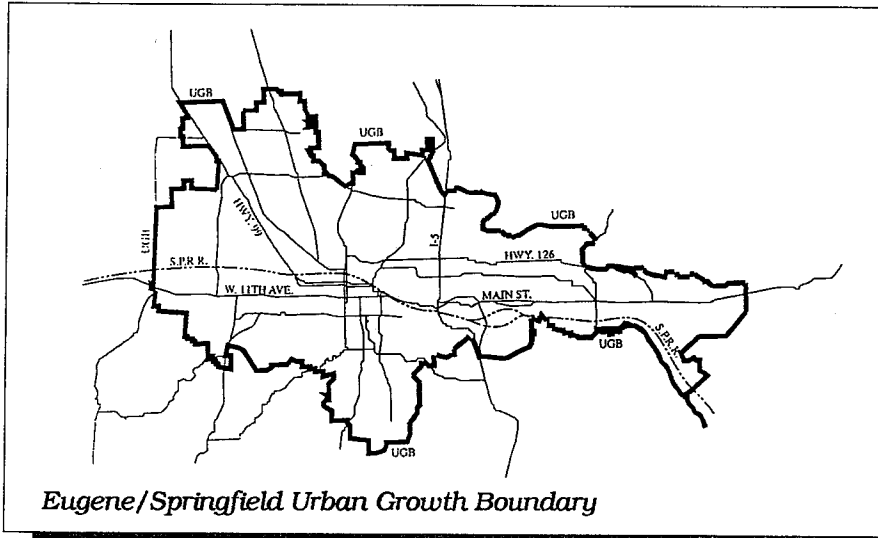 UGB
UGB
UGB
UGB
HWY. 99
I-5
HWY. 126
S.P.R R.
W. 11TH AVE.
MAIN ST.
S.P.R.R.
UGB
UGB
Eugene/Springfield Urban Growth Boundary